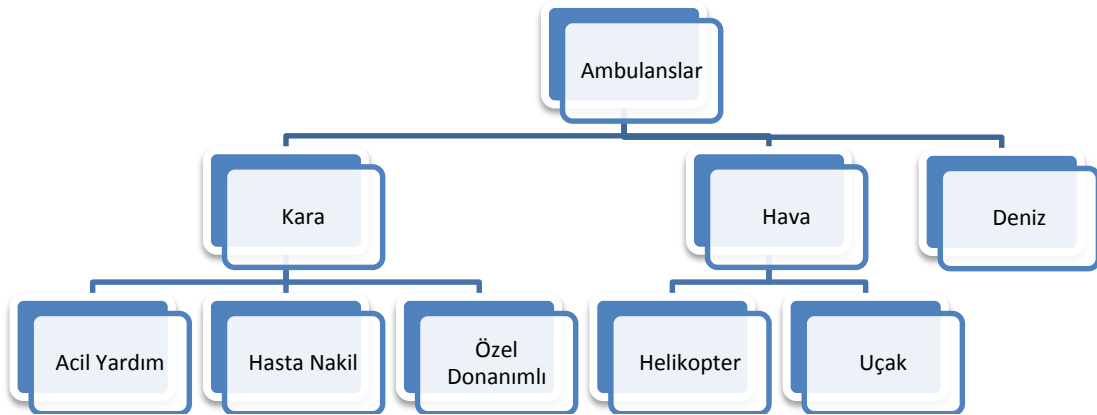 Ambulanslar
Kara
Hava
Deniz
Acil Yardım
Hasta Nakil
Özel
Donanımlı
Helikopter
Uçak